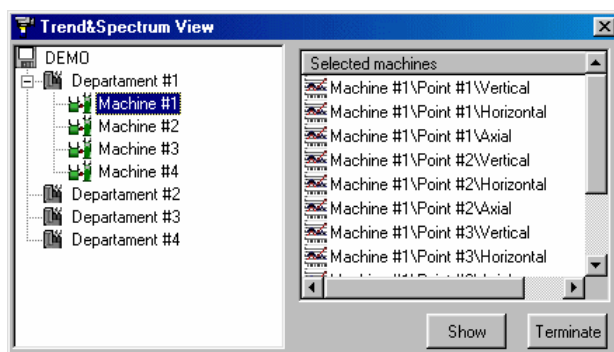 Trend&Spectrum View
DEMO
Departament #1
Machine #1
Machine #2
Machine #3
Machine #4
Departament #2
Departament #3
Departament #4
Selected machines
Machine #1\Point #1\Vertical
Machine #1\Point #1\Horizontal
Machine #1\Point #1\Axial
Machine #1\Point #2\Vertical
Machine #1\Point #2\Horizontal
Machine #1\Point #2\Axial
Machine #1\Point #3\Vertical
Machine #1\Point #3\Horizontal
Show
Terminate